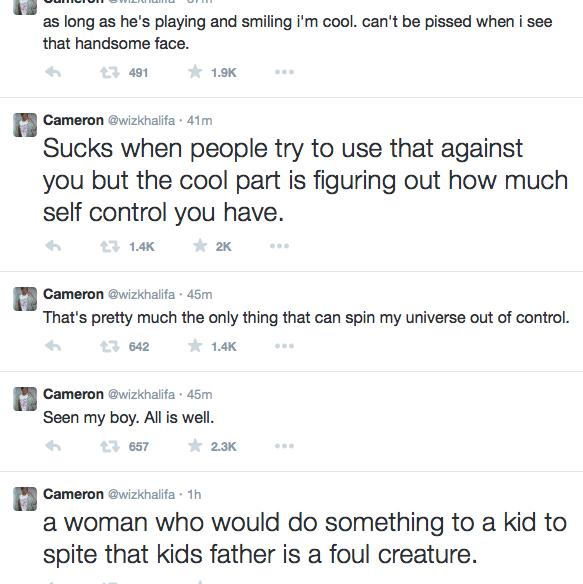 Cameron @wizkhalifa · 37m
as long as he's playing and smiling i'm cool. can't be pissed when i see
that handsome face.
491 1.9K
Cameron @wizkhalifa · 41m
Sucks when people try to use that against
you but the cool part is figuring out how much
self control you have.
1.4K 2K
Cameron @wizkhalifa · 45m
That's pretty much the only thing that can spin my universe out of control.
642 1.4K
Cameron @wizkhalifa · 45m
Seen my boy. All is well.
657 2.3K
Cameron @wizkhalifa · 1h
a woman who would do something to a kid to
spite that kids father is a foul creature.